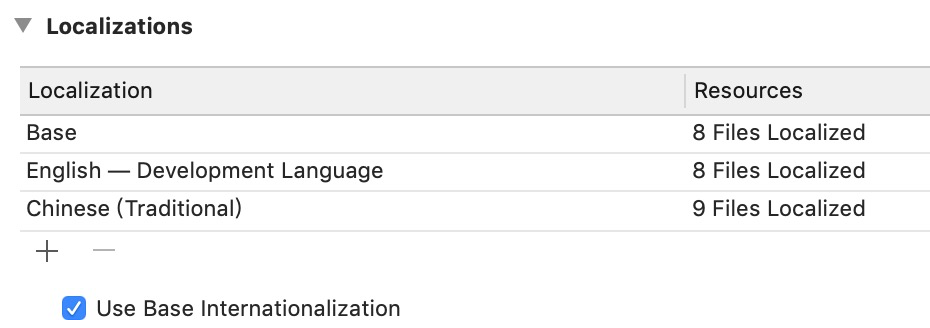 Localizations
Localization Resources
Base 8 Files Localized
English — Development Language 8 Files Localized
Chinese (Traditional) 9 Files Localized
Use Base Internationalization